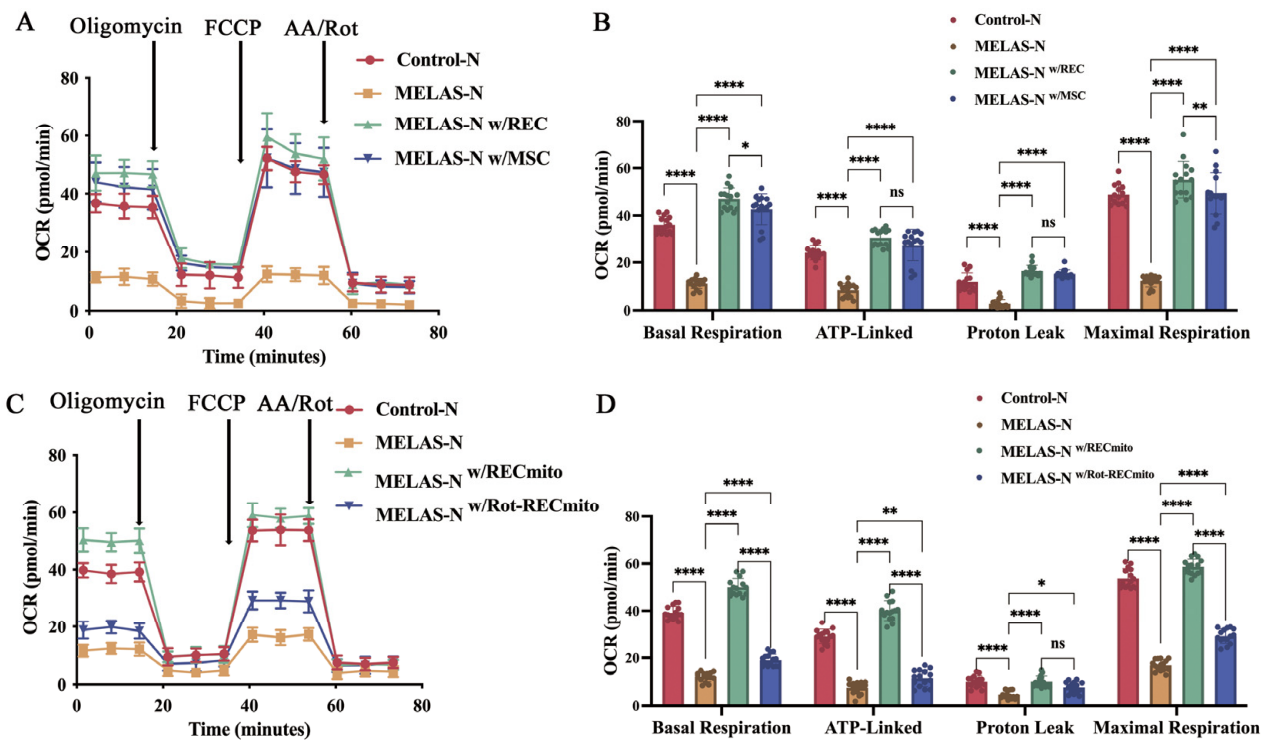 A
Oligomycin
FCCP
AA/Rot
Control-N
MELAS-N
MELAS-N w/REC
MELAS-N w/MSC
OCR (pmol/min)
80
60
40
20
0
0 20 40 60 80
Time (minutes)
B
Control-N
MELAS-N
MELAS-N w/REC
MELAS-N w/MSC
OCR (pmol/min)
80
60
40
20
0
**** **** **** *
**** **** **** ns
**** **** **** ns
**** **** **** **
Basal Respiration
ATP-Linked
Proton Leak
Maximal Respiration
C
Oligomycin
FCCP
AA/Rot
Control-N
MELAS-N
MELAS-N w/RECmito
MELAS-N w/Rot-RECmito
OCR (pmol/min)
80
60
40
20
0
0 20 40 60 80
Time (minutes)
D
Control-N
MELAS-N
MELAS-N w/RECmito
MELAS-N w/Rot-RECmito
OCR (pmol/min)
80
60
40
20
0
**** **** **** ****
**** **** ** ****
**** **** * ns
**** **** **** ****
Basal Respiration
ATP-Linked
Proton Leak
Maximal Respiration